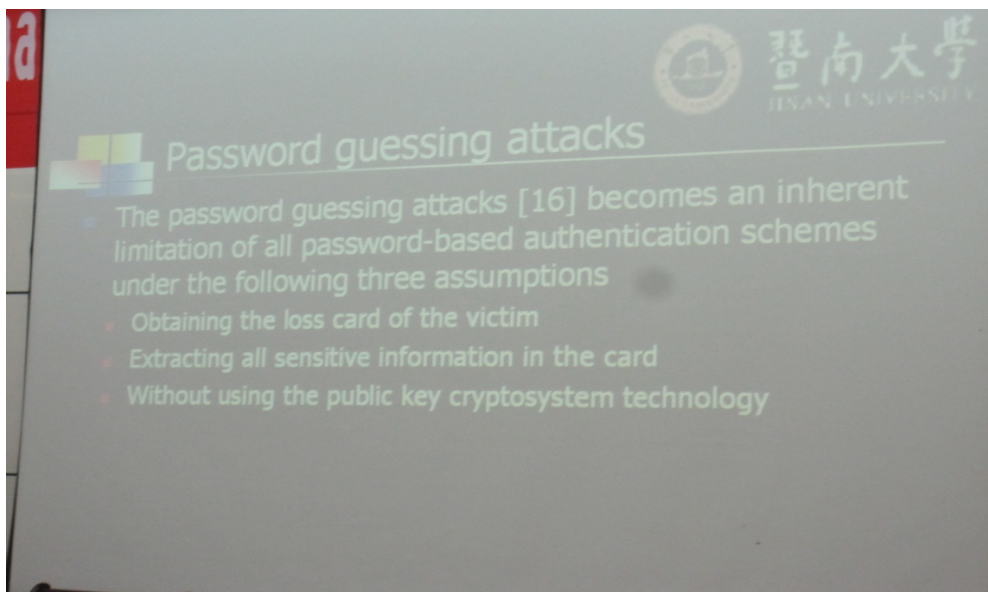 na
暨南大學
JINAN UNIVERSITY
Password guessing attacks
The password guessing attacks [16] becomes an inherent
limitation of all password-based authentication schemes
under the following three assumptions
Obtaining the loss card of the victim
Extracting all sensitive information in the card
Without using the public key cryptosystem technology